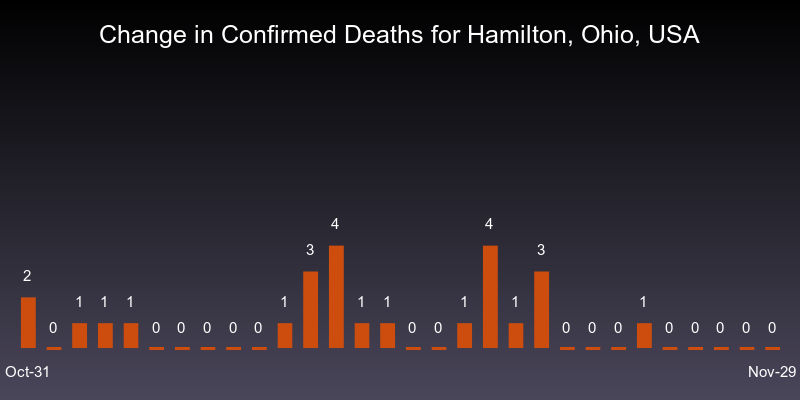 Change in Confirmed Deaths for Hamilton, Ohio, USA
2 0 1 1 1 0 0 0 0 0 1 3 4 1 1 0 0 1 4 1 3 0 0 0 1 0 0 0 0 0
Oct-31 Nov-29